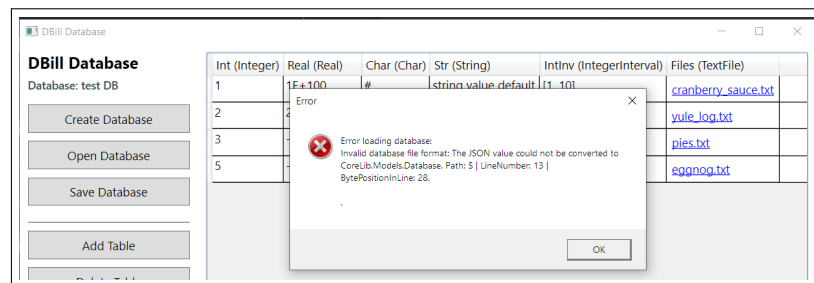 DBill Database
DBill Database
Database: test DB
Create Database
Open Database
Save Database
Add Table
Int (Integer) Real (Real) Char (Char) Str (String) IntInv (IntegerInterval) Files (TextFile)
1 1E+100 # string value default [1, 10] cranberry_sauce.txt
2 yule_log.txt
3 pies.txt
5 eggnog.txt
Error
Error loading database:
Invalid database file format: The JSON value could not be converted to
CoreLib.Models.Database. Path: $ | LineNumber: 13 |
BytePositionInLine: 28.
.
OK